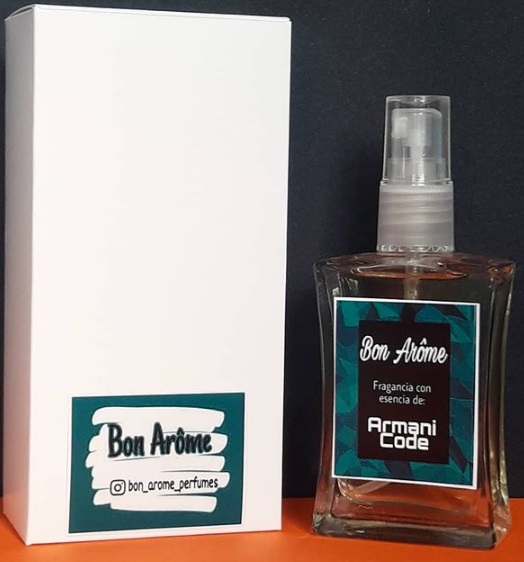 Bon Arôme
bon_arome_perfumes
Bon Arôme
Fragancia con
esencia de:
Armani
Code